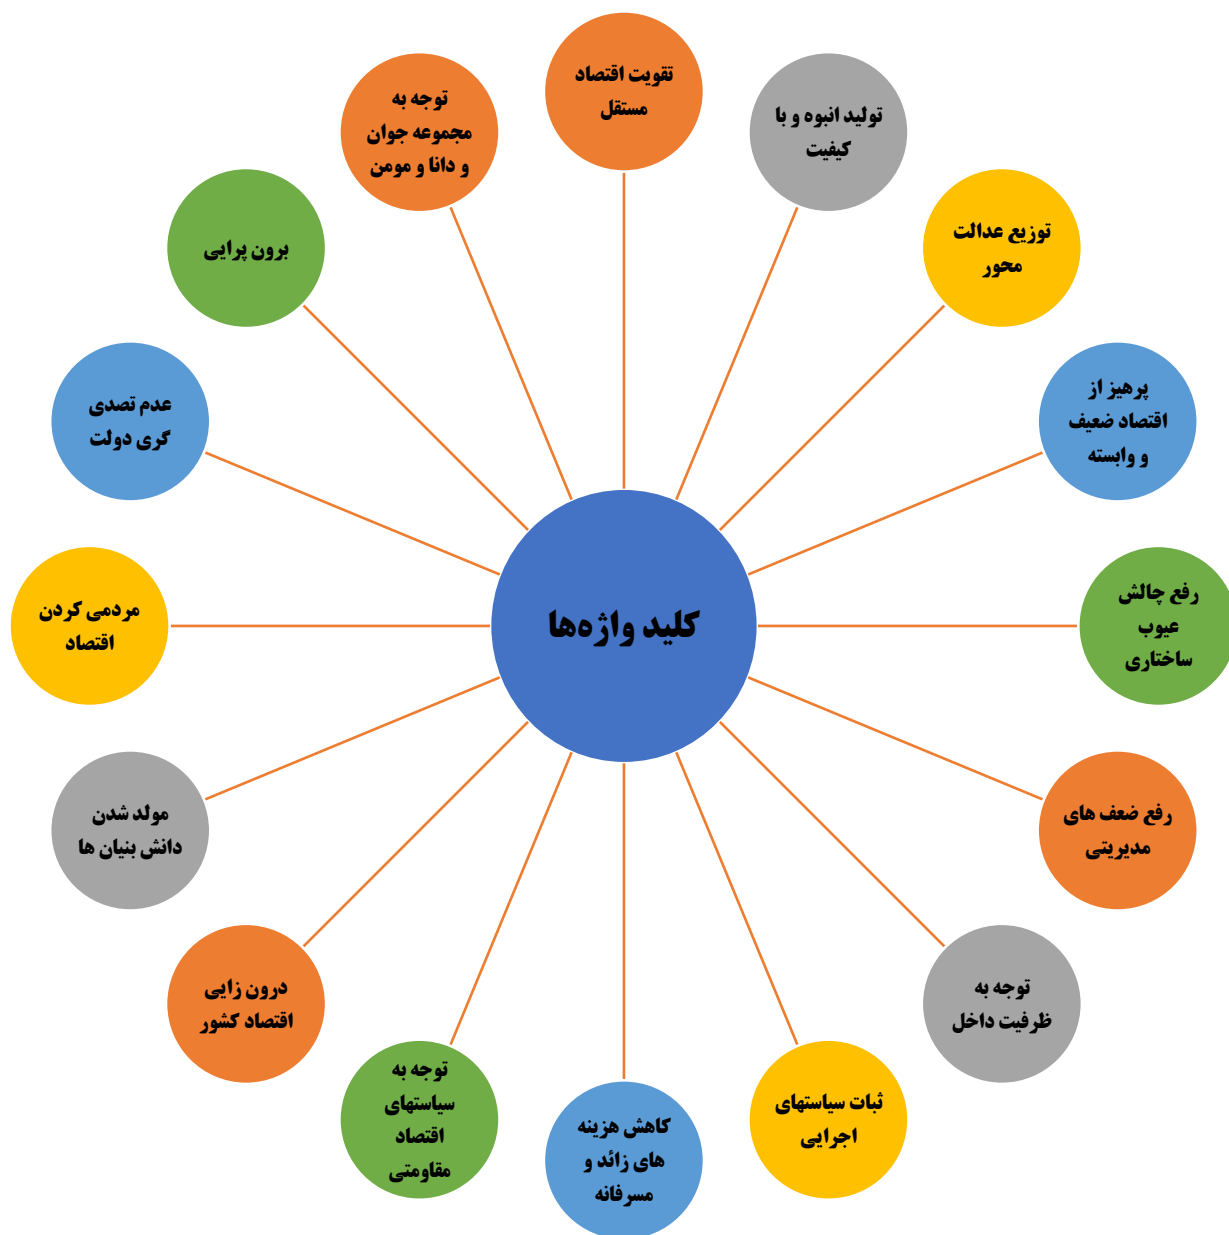 تقویت اقتصاد
مستقل
تولید انبوه و با
کیفیت
توزیع عدالت
محور
پرهیز از
اقتصاد ضعیف
و وابسته
رفع چالش
عیوب
ساختاری
رفع ضعف های
مدیریتی
توجه به
ظرفیت داخل
ثبات سیاستهای
اجرایی
کاهش هزینه
های زائد و
مسرفانه
توجه به
سیاستهای
اقتصاد
مقاومتی
درون زایی
اقتصاد کشور
مولد شدن
دانش بنیان ها
مردمی کردن
اقتصاد
عدم تصدی
گری دولت
برون پرایی
توجه به
مجموعه جوان
و دانا و مومن
کلید واژه‌ها